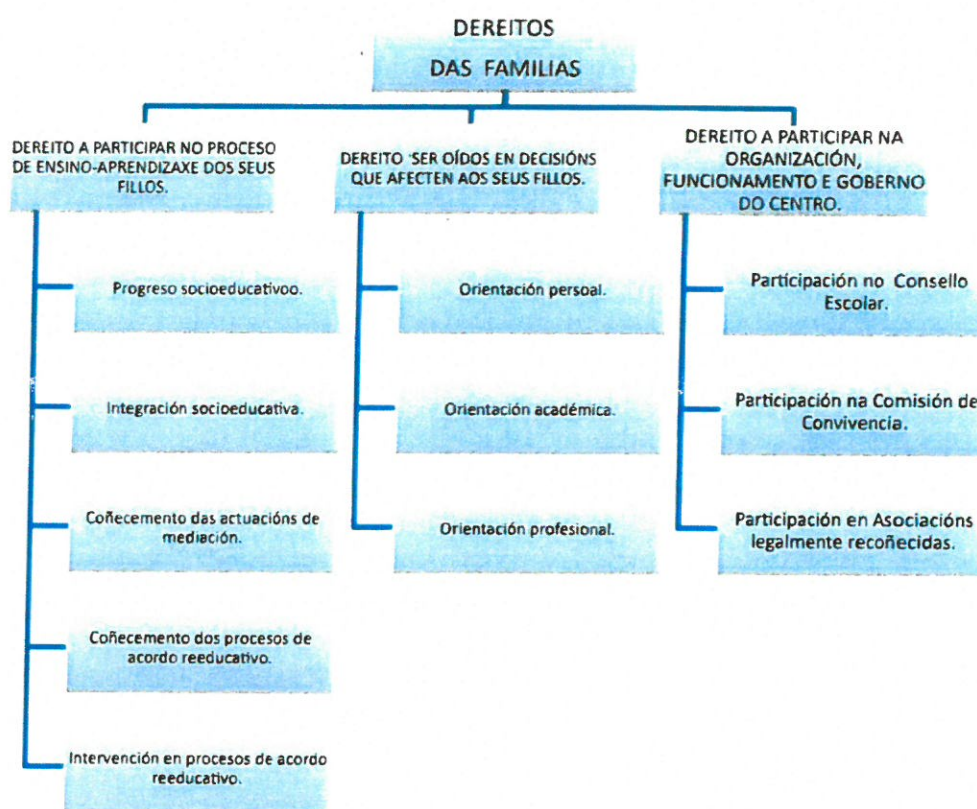 DEREITOS
DAS FAMILIAS
DEREITO A PARTICIPAR NO PROCESO
DE ENSINO-APRENDIZAXE DOS SEUS
FILLOS.
Progreso socioeducativoo.
Integración socioeducativa.
Coñecemento das actuacións de
mediación.
Coñecemento dos procesos de
acordo reeducativo.
Intervención en procesos de acordo
reeducativo.
DEREITO 'SER OÍDOS EN DECISIÓNS
QUE AFECTEN AOS SEUS FILLOS.
Orientación persoal.
Orientación académica.
Orientación profesional.
DEREITO A PARTICIPAR NA
ORGANIZACIÓN,
FUNCIONAMENTO E GOBERNO
DO CENTRO.
Participación no Consello
Escolar.
Participación na Comisión de
Convivencia.
Participación en Asociacións
legalmente recoñecidas.